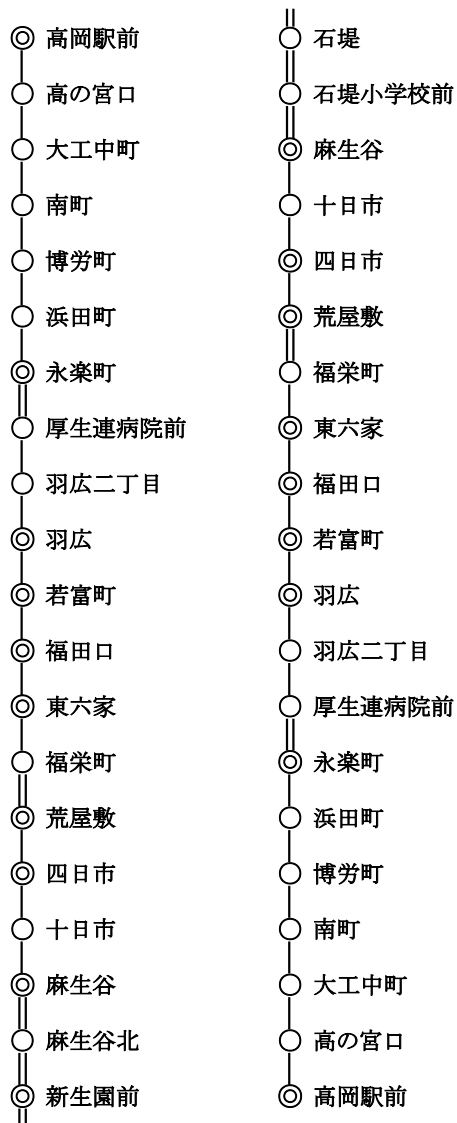 高岡駅前
高の宮口
大工中町
南町
博労町
浜田町
永楽町
厚生連病院前
羽広二丁目
羽広
若富町
福田口
東六家
福栄町
荒屋敷
四日市
十日市
麻生谷
麻生谷北
新生園前
石堤
石堤小学校前
麻生谷
十日市
四日市
荒屋敷
福栄町
東六家
福田口
若富町
羽広
羽広二丁目
厚生連病院前
永楽町
浜田町
博労町
南町
大工中町
高の宮口
高岡駅前